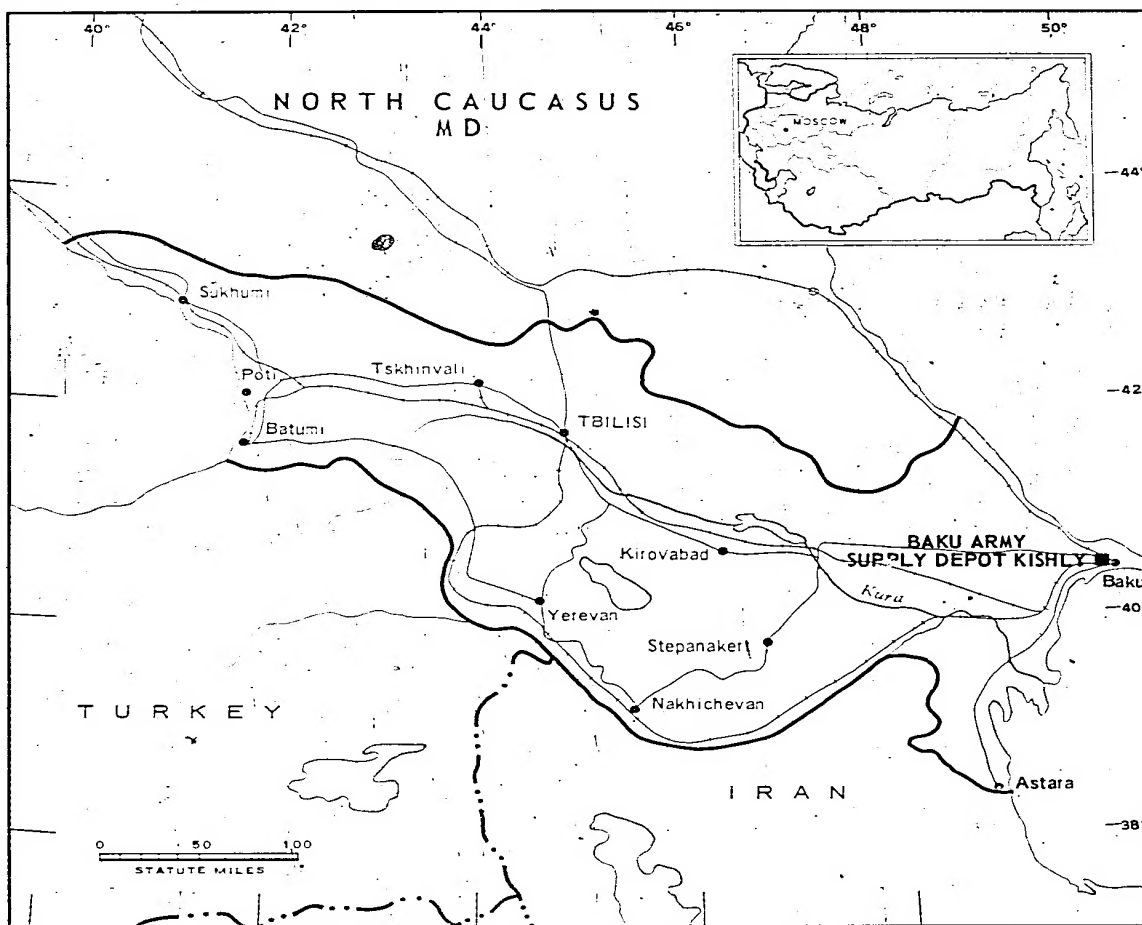 40° 42° 44° 46° 48° 50°
NORTH CAUCASUS
MD
MOSCOW
44°
Sukhumi
Poti
Tskhinvali
42°
Batumi
TBILISI
Kirovabad
BAKU ARMY
SUPPLY DEPOT KISHLY
Baku
Kura
40°
Yerevan
Stepanakert
Nakhichevan
TURKEY
IRAN
Astara
38°
0 50 100
STATUTE MILES